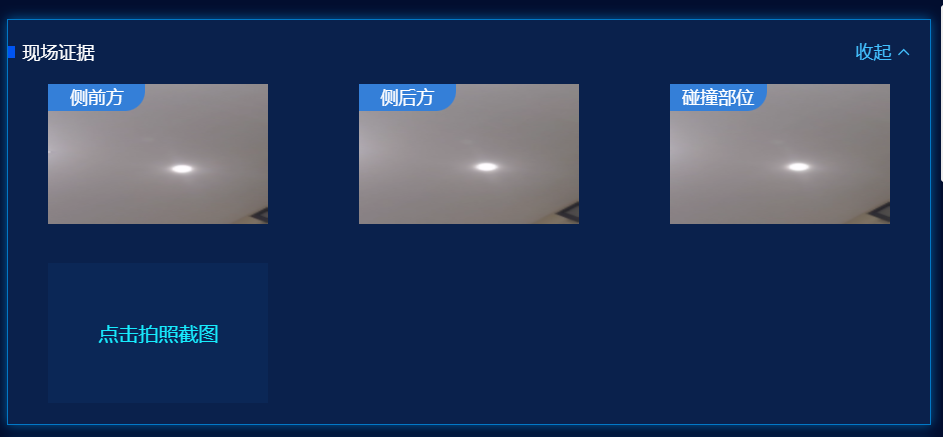 现场证据
收起
侧前方
侧后方
碰撞部位
点击拍照截图